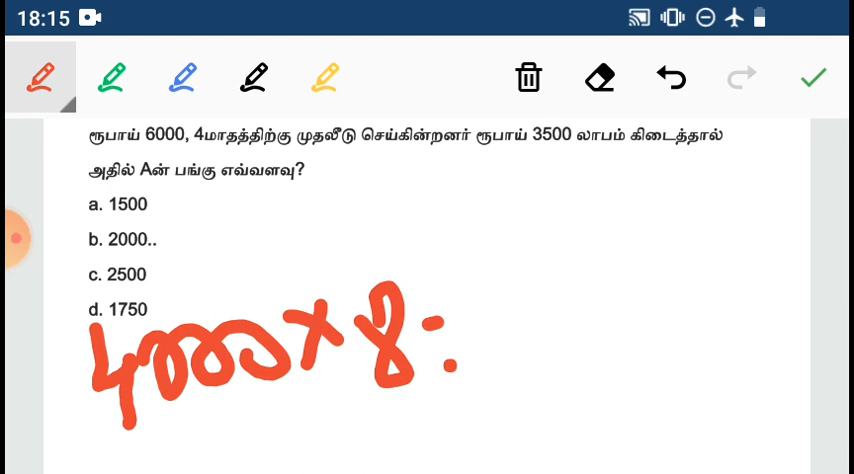 18:15
ரூபாய் 6000, 4மாதத்திற்கு முதலீடு செய்கின்றனர் ரூபாய் 3500 லாபம் கிடைத்தால்
அதில் Aன் பங்கு எவ்வளவு?
a. 1500
b. 2000..
c. 2500
d. 1750
4000 × 8 =